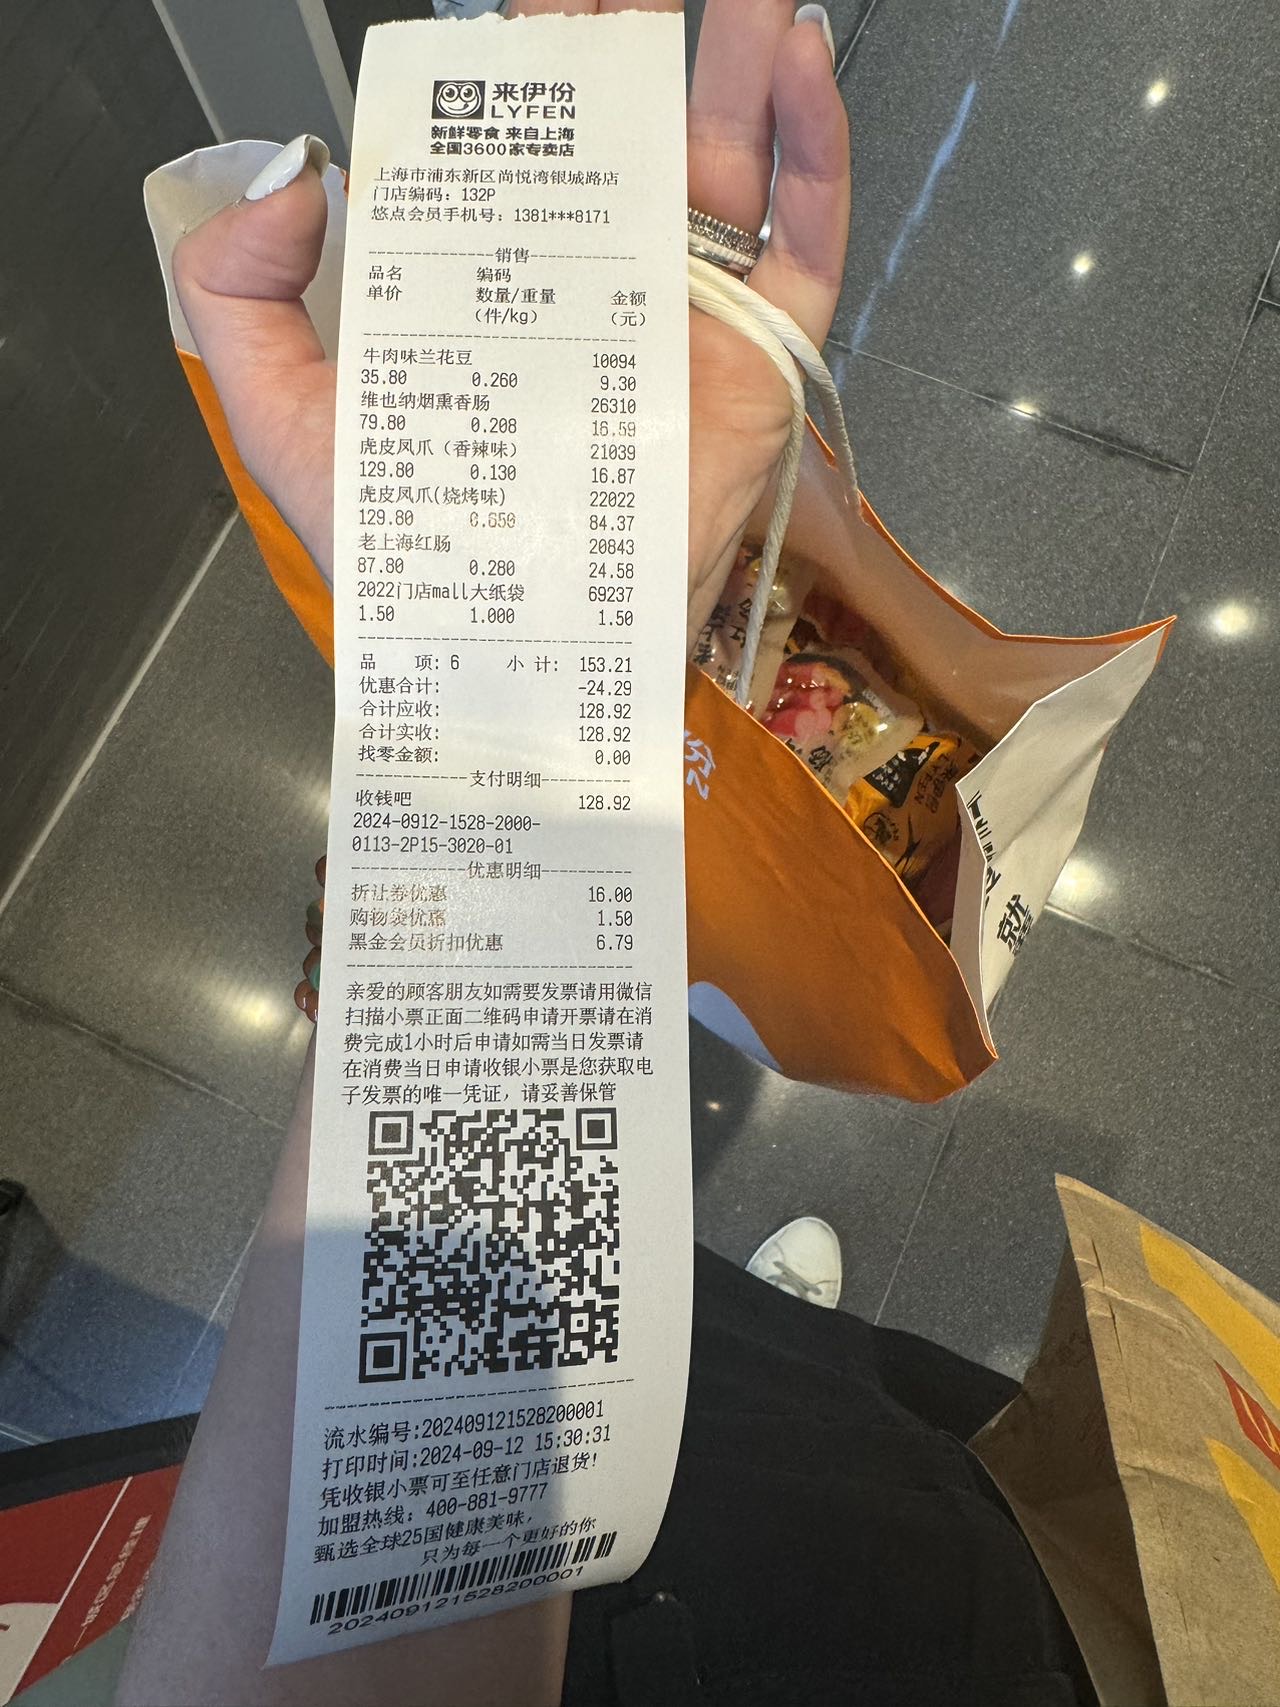 来伊份
LYFEN
新鲜零食 来自上海
全国3600家专卖店
上海市浦东新区尚悦湾银城路店
门店编码：132P
悠点会员手机号：1381***8171
--------------销售--------------
品名 编码
单价 数量/重量 金额
（件/kg） （元）
牛肉味兰花豆 10094
35.80 0.260 9.30
维也纳烟熏香肠 26310
79.80 0.208 16.59
虎皮凤爪（香辣味） 21039
129.80 0.130 16.87
虎皮凤爪(烧烤味) 22022
129.80 0.650 84.37
老上海红肠 20843
87.80 0.280 24.58
2022门店mall大纸袋 69237
1.50 1.000 1.50
品 项: 6 小 计: 153.21
优惠合计: -24.29
合计应收: 128.92
合计实收: 128.92
找零金额: 0.00
------------支付明细----------
收钱吧 128.92
2024-0912-1528-2000-
0113-2P15-3020-01
------------优惠明细----------
折让券优惠 16.00
购物袋优惠 1.50
黑金会员折扣优惠 6.79
亲爱的顾客朋友如需要发票请用微信
扫描小票正面二维码申请开票请在消
费完成1小时后申请如需当日发票请
在消费当日申请收银小票是您获取电
子发票的唯一凭证，请妥善保管
流水编号:202409121528200001
打印时间:2024-09-12 15:30:31
凭收银小票可至任意门店退货!
加盟热线: 400-881-9777
甄选全球25国健康美味，
只为每一个更好的你
202409121528200001
LYFEN